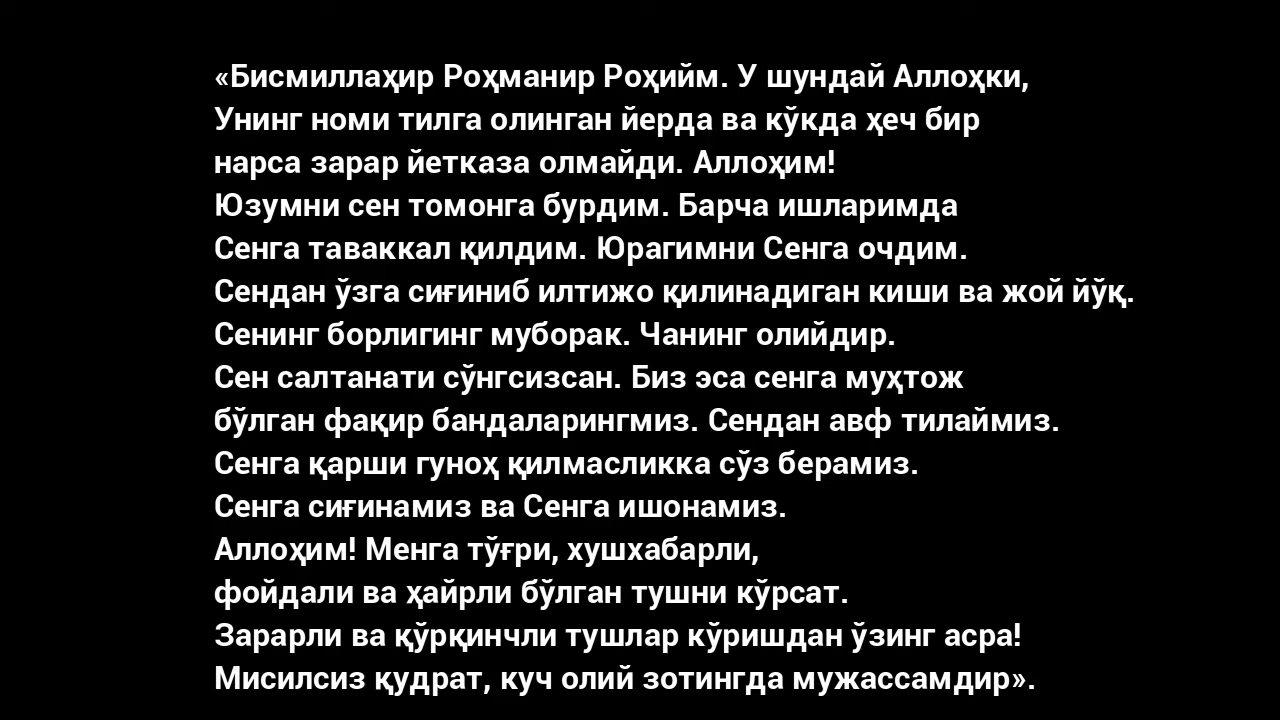 «Бисмиллаҳир Роҳманир Роҳийм. У шундай Аллоҳки,
Унинг номи тилга олинган йерда ва кўкда ҳеч бир
нарса зарар йетказа олмайди. Аллоҳим!
Юзумни сен томонга бурдим. Барча ишларимда
Сенга таваккал қилдим. Юрагимни Сенга очдим.
Сендан ўзга сиғиниб илтижо қилинадиган киши ва жой йўқ.
Сенинг борлигинг муборак. Чанинг олийдир.
Сен салтанати сўнгсизсан. Биз эса сенга муҳтож
бўлган фақир бандаларингмиз. Сендан авф тилаймиз.
Сенга қарши гуноҳ қилмасликка сўз берамиз.
Сенга сиғинамиз ва Сенга ишонамиз.
Аллоҳим! Менга тўғри, хушхабарли,
фойдали ва ҳайрли бўлган тушни кўрсат.
Зарарли ва қўрқинчли тушлар кўришдан ўзинг асра!
Мисилсиз қудрат, куч олий зотингда мужассамдир».